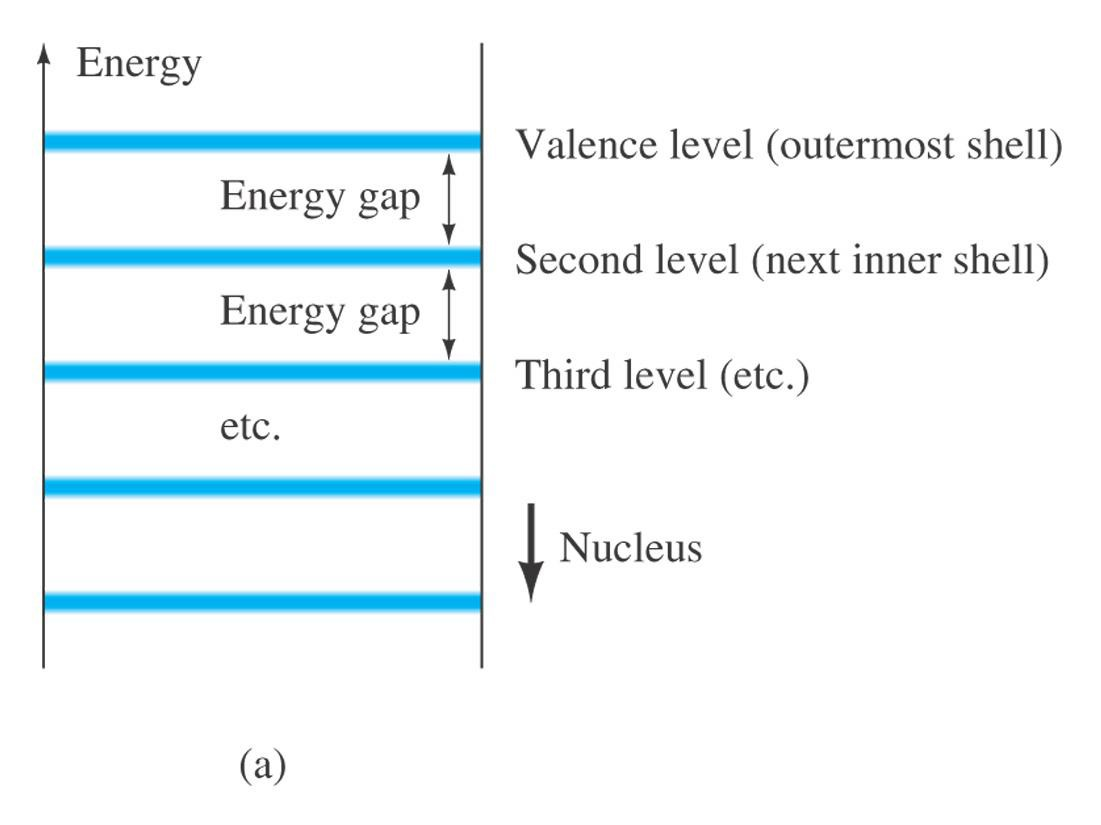 Energy
Valence level (outermost shell)
Energy gap
Second level (next inner shell)
Energy gap
Third level (etc.)
etc.
Nucleus
(a)